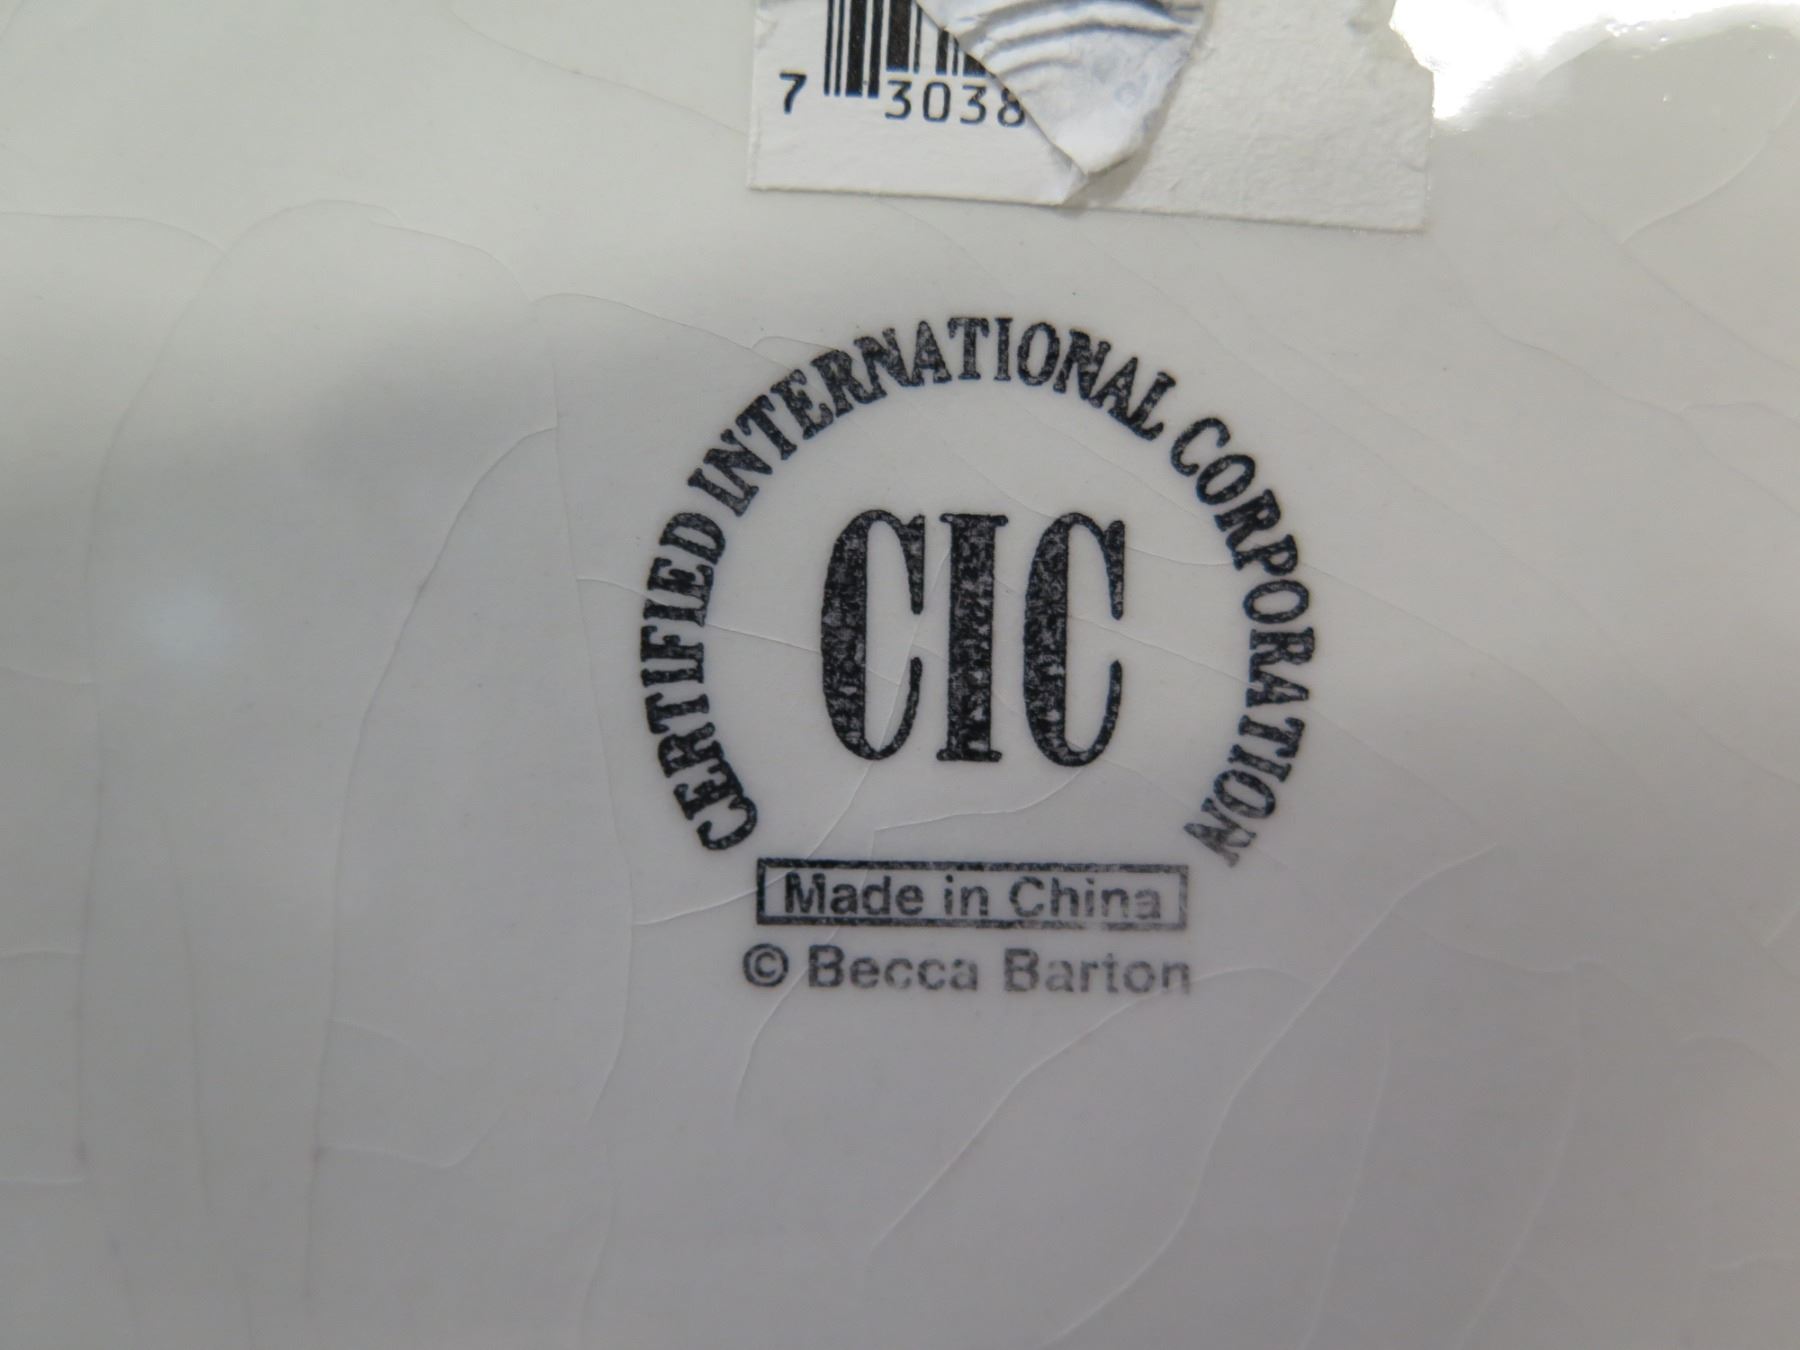 7 3038
CERTIFIED INTERNATIONAL CORPORATION
CIC
Made in China
© Becca Barton